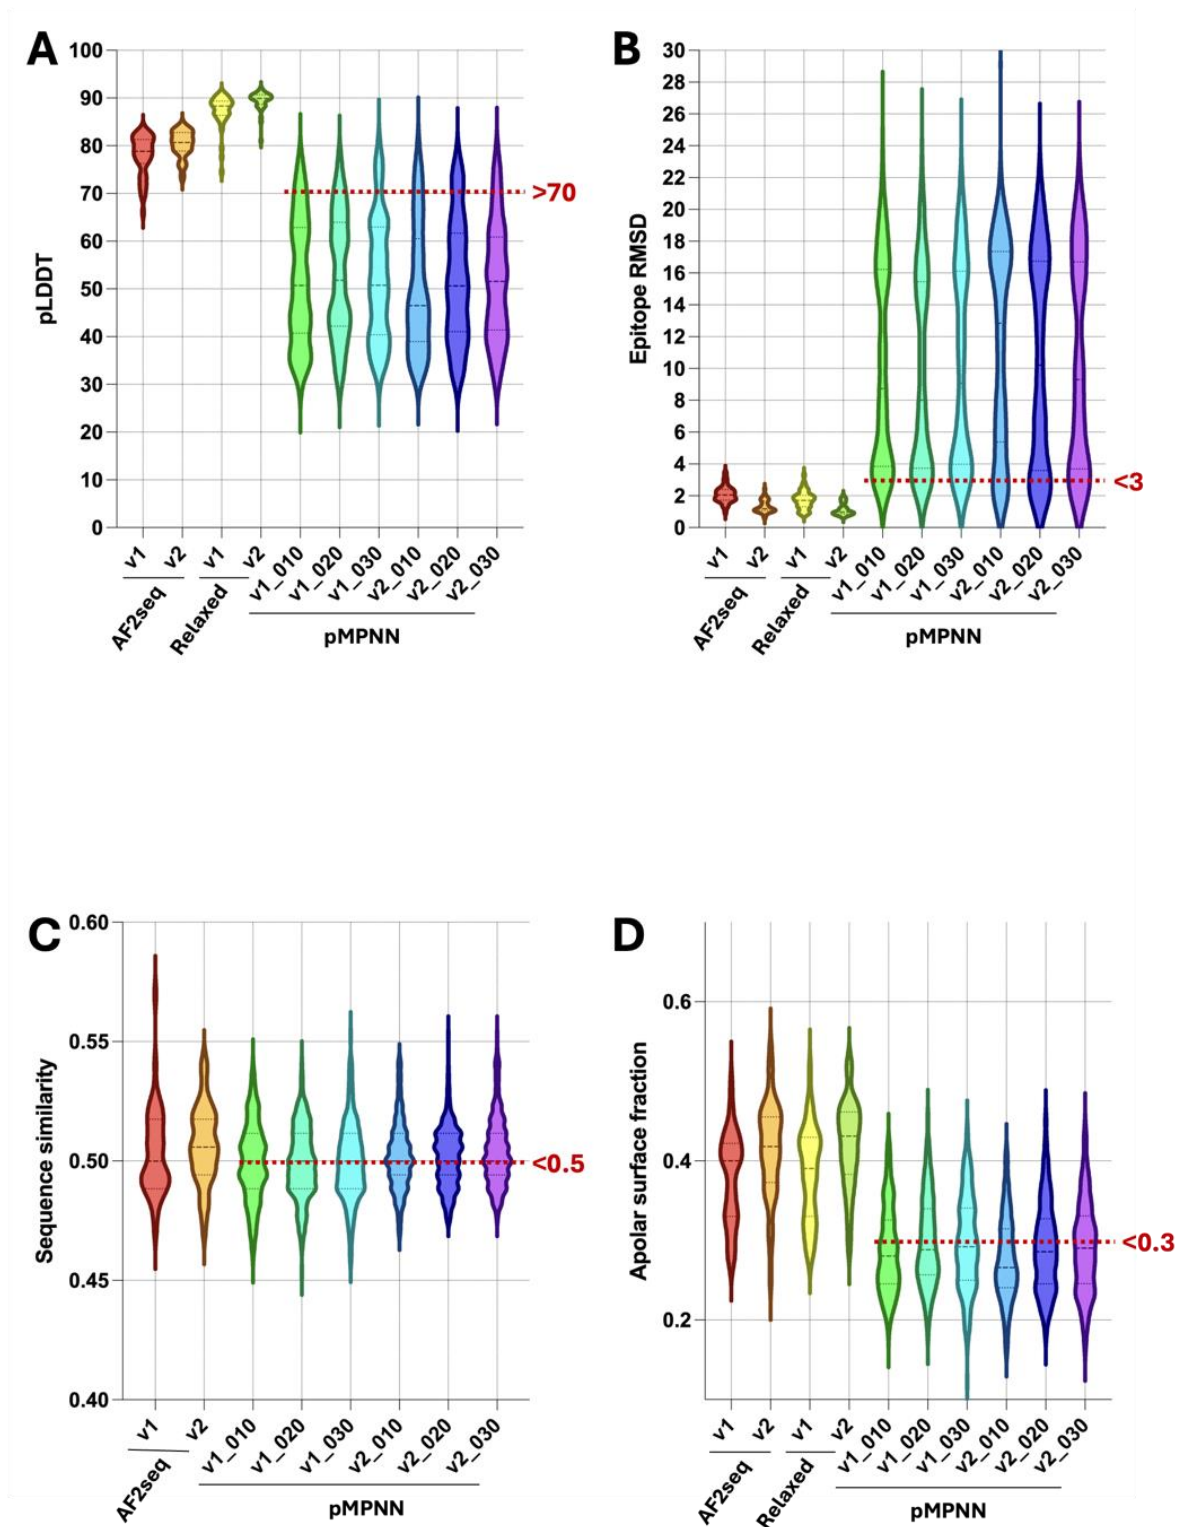 A
pLDDT
100
90
80
70
60
50
40
30
20
10
0
>70
v1
v2
v1
v2
v1_010
v1_020
v1_030
v2_010
v2_020
v2_030
AF2seq
Relaxed
pMPNN
B
Epitope RMSD
30
28
26
24
22
20
18
16
14
12
10
8
6
4
2
0
<3
v1
v2
v1
v2
v1_010
v1_020
v1_030
v2_010
v2_020
v2_030
AF2seq
Relaxed
pMPNN
C
Sequence similarity
0.60
0.55
0.50
0.45
0.40
<0.5
v1
v2
v1_010
v1_020
v1_030
v2_010
v2_020
v2_030
AF2seq
pMPNN
D
Apolar surface fraction
0.6
0.4
0.2
<0.3
v1
v2
v1
v2
v1_010
v1_020
v1_030
v2_010
v2_020
v2_030
AF2seq
Relaxed
pMPNN